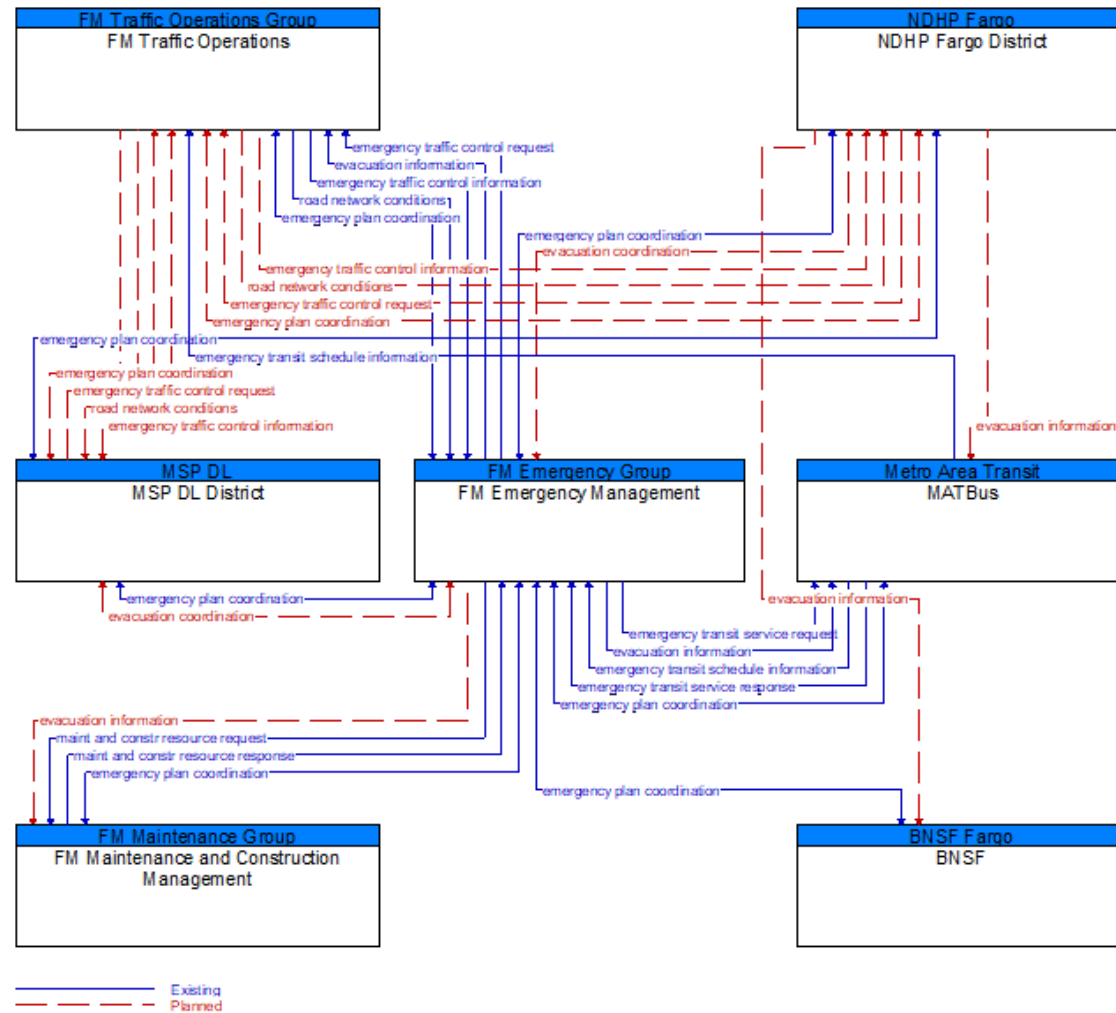 FM Traffic Operations Group
FM Traffic Operations
NDHP Fargo
NDHP Fargo District
emergency traffic control request
evacuation information
emergency traffic control information
road network conditions
emergency plan coordination
emergency plan coordination
evacuation coordination
emergency traffic control information
road network conditions
emergency traffic control request
emergency plan coordination
emergency plan coordination
emergency transit schedule information
emergency plan coordination
emergency traffic control request
road network conditions
emergency traffic control information
evacuation information
MSP DL
MSP DL District
FM Emergency Group
FM Emergency Management
Metro Area Transit
MATBus
emergency plan coordination
evacuation coordination
evacuation information
emergency transit service request
evacuation information
emergency transit schedule information
emergency transit service response
emergency plan coordination
evacuation information
maint and constr resource request
maint and constr resource response
emergency plan coordination
emergency plan coordination
FM Maintenance Group
FM Maintenance and Construction
Management
BNSF Fargo
BNSF
Existing
Planned